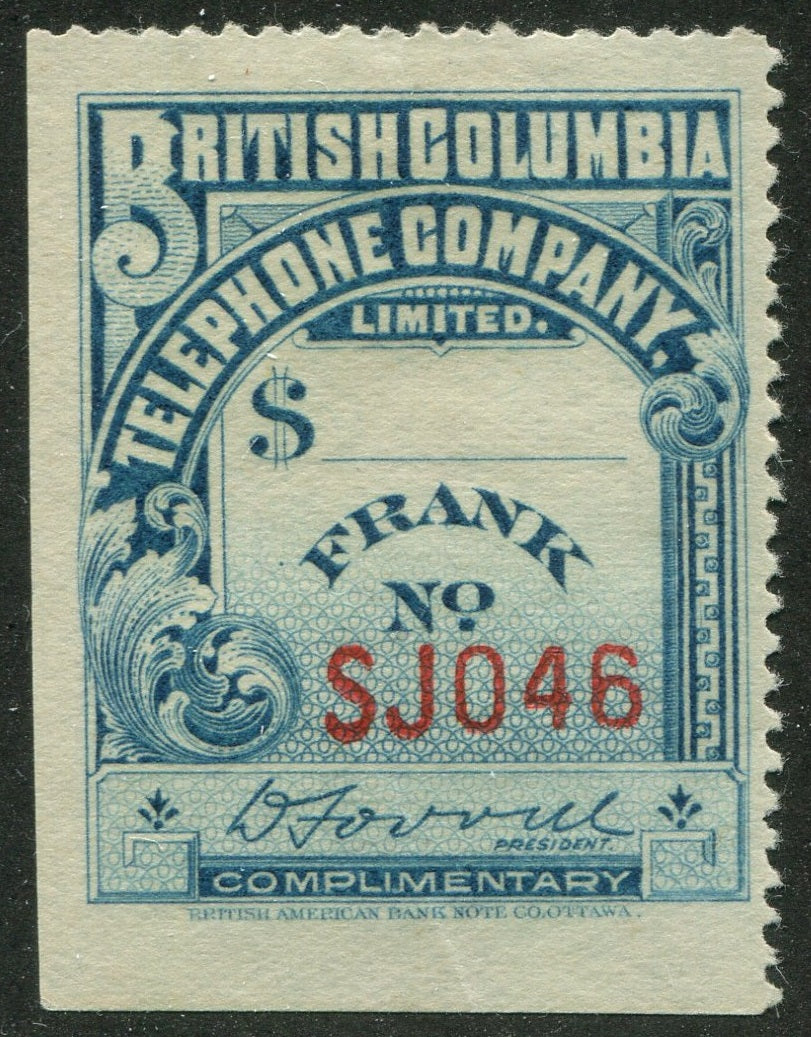 BRITISH COLUMBIA
TELEPHONE COMPANY,
LIMITED.
$
FRANK
No
SJ046
PRESIDENT.
COMPLIMENTARY
BRITISH AMERICAN BANK NOTE CO. OTTAWA.